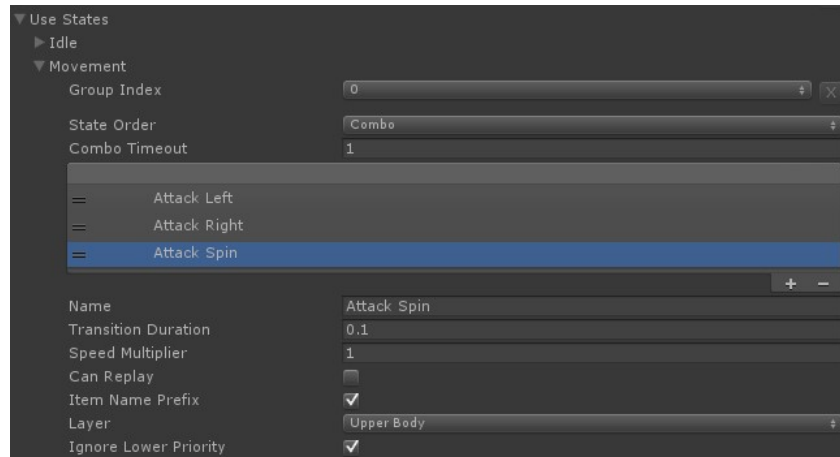 Use States
Idle
Movement
Group Index 0 X
State Order Combo
Combo Timeout 1
Attack Left
Attack Right
Attack Spin
+ −
Name Attack Spin
Transition Duration 0.1
Speed Multiplier 1
Can Replay
Item Name Prefix
Layer Upper Body
Ignore Lower Priority